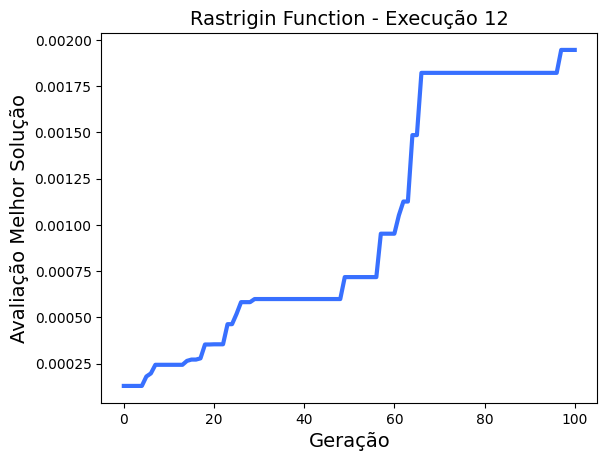 Rastrigin Function - Execução 12
Avaliação Melhor Solução
0.00200
0.00175
0.00150
0.00125
0.00100
0.00075
0.00050
0.00025
0 20 40 60 80 100
Geração